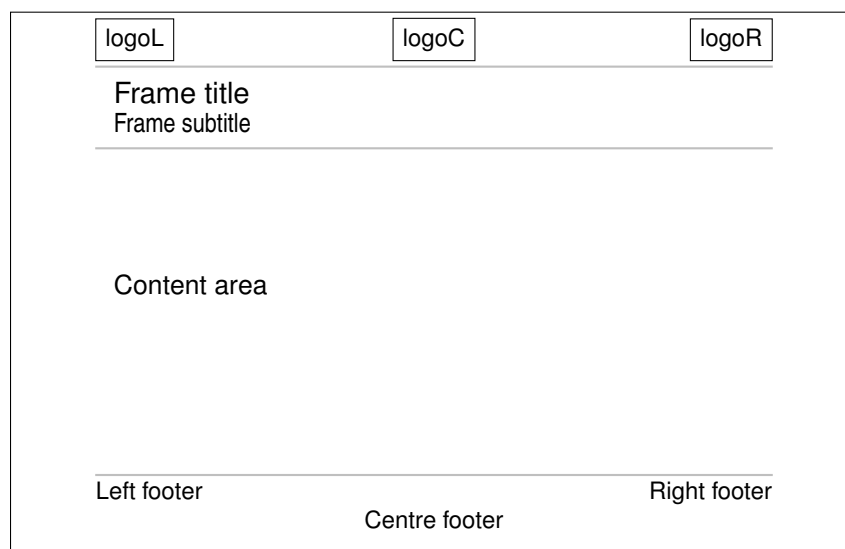 logoL logoC logoR
Frame title
Frame subtitle
Content area
Left footer Right footer
Centre footer